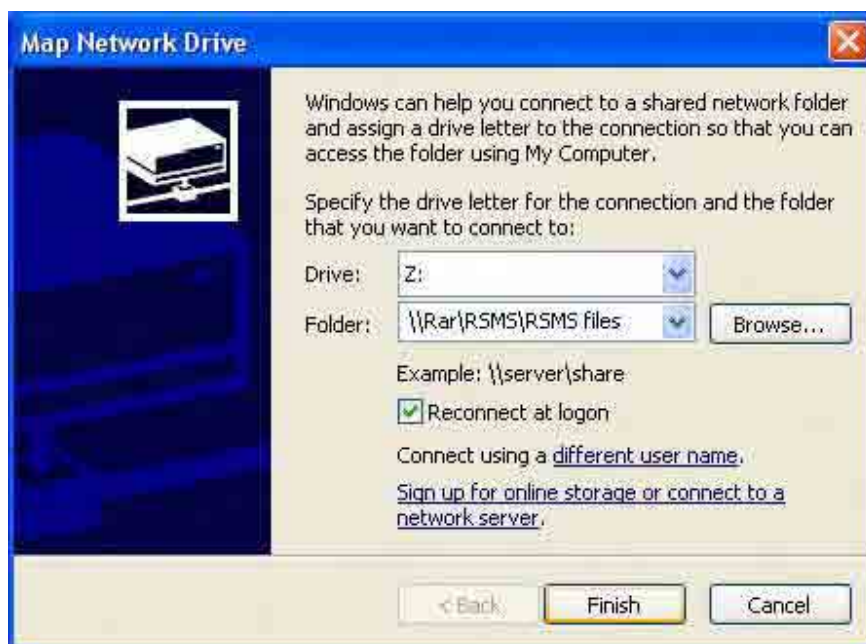 Map Network Drive
Windows can help you connect to a shared network folder
and assign a drive letter to the connection so that you can
access the folder using My Computer.
Specify the drive letter for the connection and the folder
that you want to connect to:
Drive: Z:
Folder: \\Rar\RSMS\RSMS files Browse...
Example: \\server\share
Reconnect at logon
Connect using a different user name.
Sign up for online storage or connect to a
network server.
< Back Finish Cancel